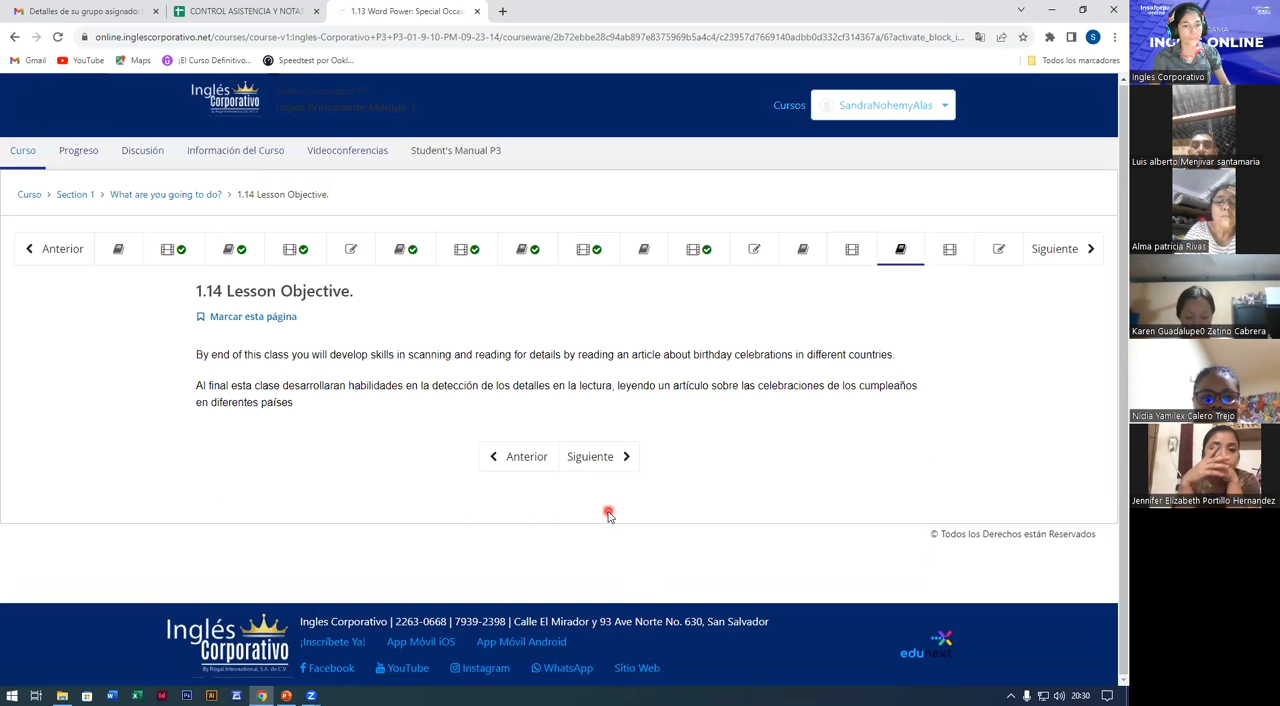 Detalles de su grupo asignado
CONTROL ASISTENCIA Y NOTAS
1.13 Word Power: Special Occas
online.inglescorporativo.net/courses/course-v1:Ingles-Corporativo+P3+P3-01-9-10-PM-09-23-14/courseware/2b72ebbe28c94ab897e8375969b5a4c4/c23957d7669140adbb0d332cf314367a/6?activate_block_i...
S
Gmail
YouTube
Maps
¡El Curso Definitivo...
Speedtest por Ookl...
Todos los marcadores
Inglés
Corporativo
Ingles Principiante Modulo 1
Cursos
SandraNohemyAlas
Curso
Progreso
Discusión
Información del Curso
Videoconferencias
Student's Manual P3
Curso > Section 1 > What are you going to do? > 1.14 Lesson Objective.
Anterior
Siguiente
1.14 Lesson Objective.
Marcar esta página
By end of this class you will develop skills in scanning and reading for details by reading an article about birthday celebrations in different countries.
Al final esta clase desarrollaran habilidades en la detección de los detalles en la lectura, leyendo un artículo sobre las celebraciones de los cumpleaños
en diferentes países
Anterior
Siguiente
© Todos los Derechos están Reservados
Inglés
Corporativo
By Regal International, S.A. de C.V
Ingles Corporativo | 2263-0668 | 7939-2398 | Calle El Mirador y 93 Ave Norte No. 630, San Salvador
¡Inscríbete Ya!
App Móvil iOS
App Móvil Android
Facebook
YouTube
Instagram
WhatsApp
Sitio Web
edunext
20:30
ONLINE
Ingles Corporativo
Luis alberto Menjivar santamaria
Alma patricia Rivas
Karen Guadalupe0 Zetino Cabrera
Nidia Yamilex Calero Trejo
Jennifer Elizabeth Portillo Hernandez